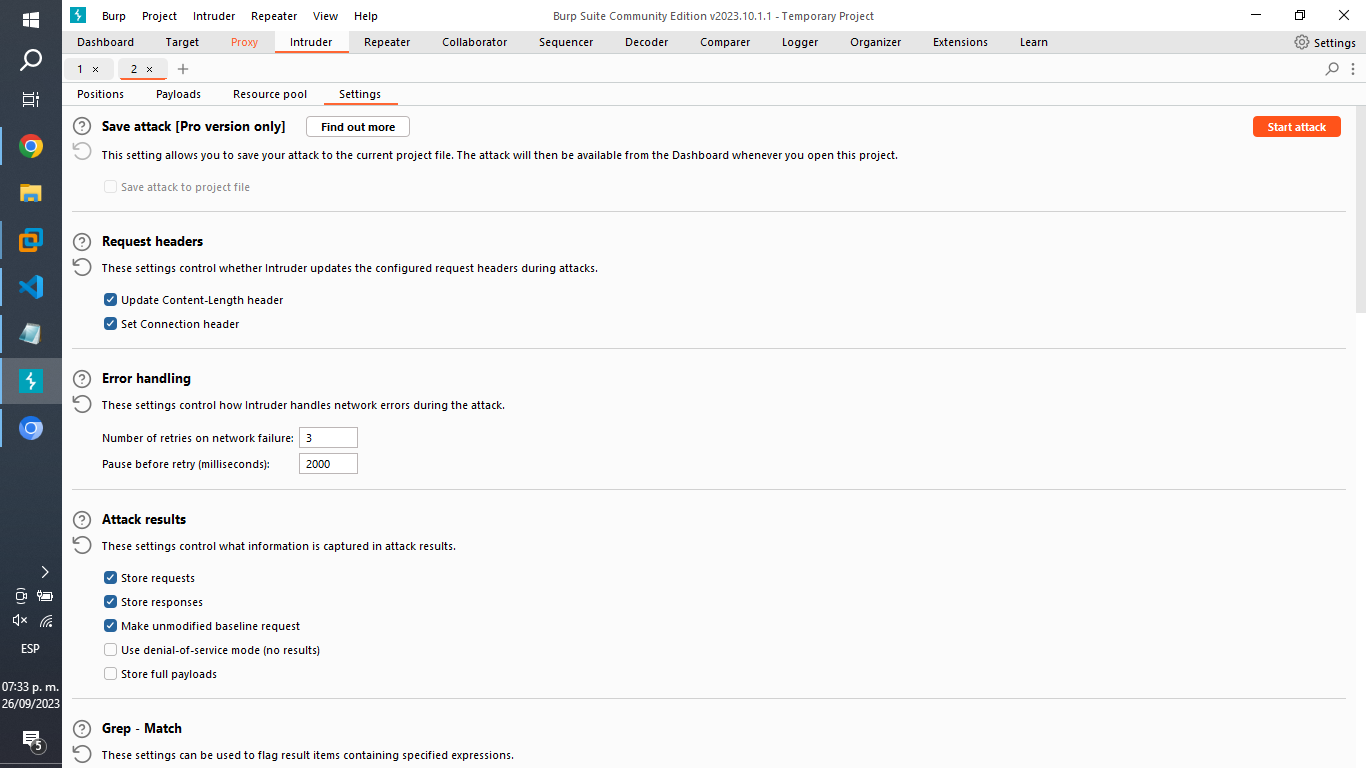 Burp Project Intruder Repeater View Help Burp Suite Community Edition v2023.10.1.1 - Temporary Project
Dashboard Target Proxy Intruder Repeater Collaborator Sequencer Decoder Comparer Logger Organizer Extensions Learn Settings
1 × 2 × +
Positions Payloads Resource pool Settings
Save attack [Pro version only] Find out more Start attack
This setting allows you to save your attack to the current project file. The attack will then be available from the Dashboard whenever you open this project.
Save attack to project file
Request headers
These settings control whether Intruder updates the configured request headers during attacks.
Update Content-Length header
Set Connection header
Error handling
These settings control how Intruder handles network errors during the attack.
Number of retries on network failure: 3
Pause before retry (milliseconds): 2000
Attack results
These settings control what information is captured in attack results.
Store requests
Store responses
Make unmodified baseline request
Use denial-of-service mode (no results)
Store full payloads
Grep - Match
These settings can be used to flag result items containing specified expressions.
ESP
07:33 p. m.
26/09/2023
5